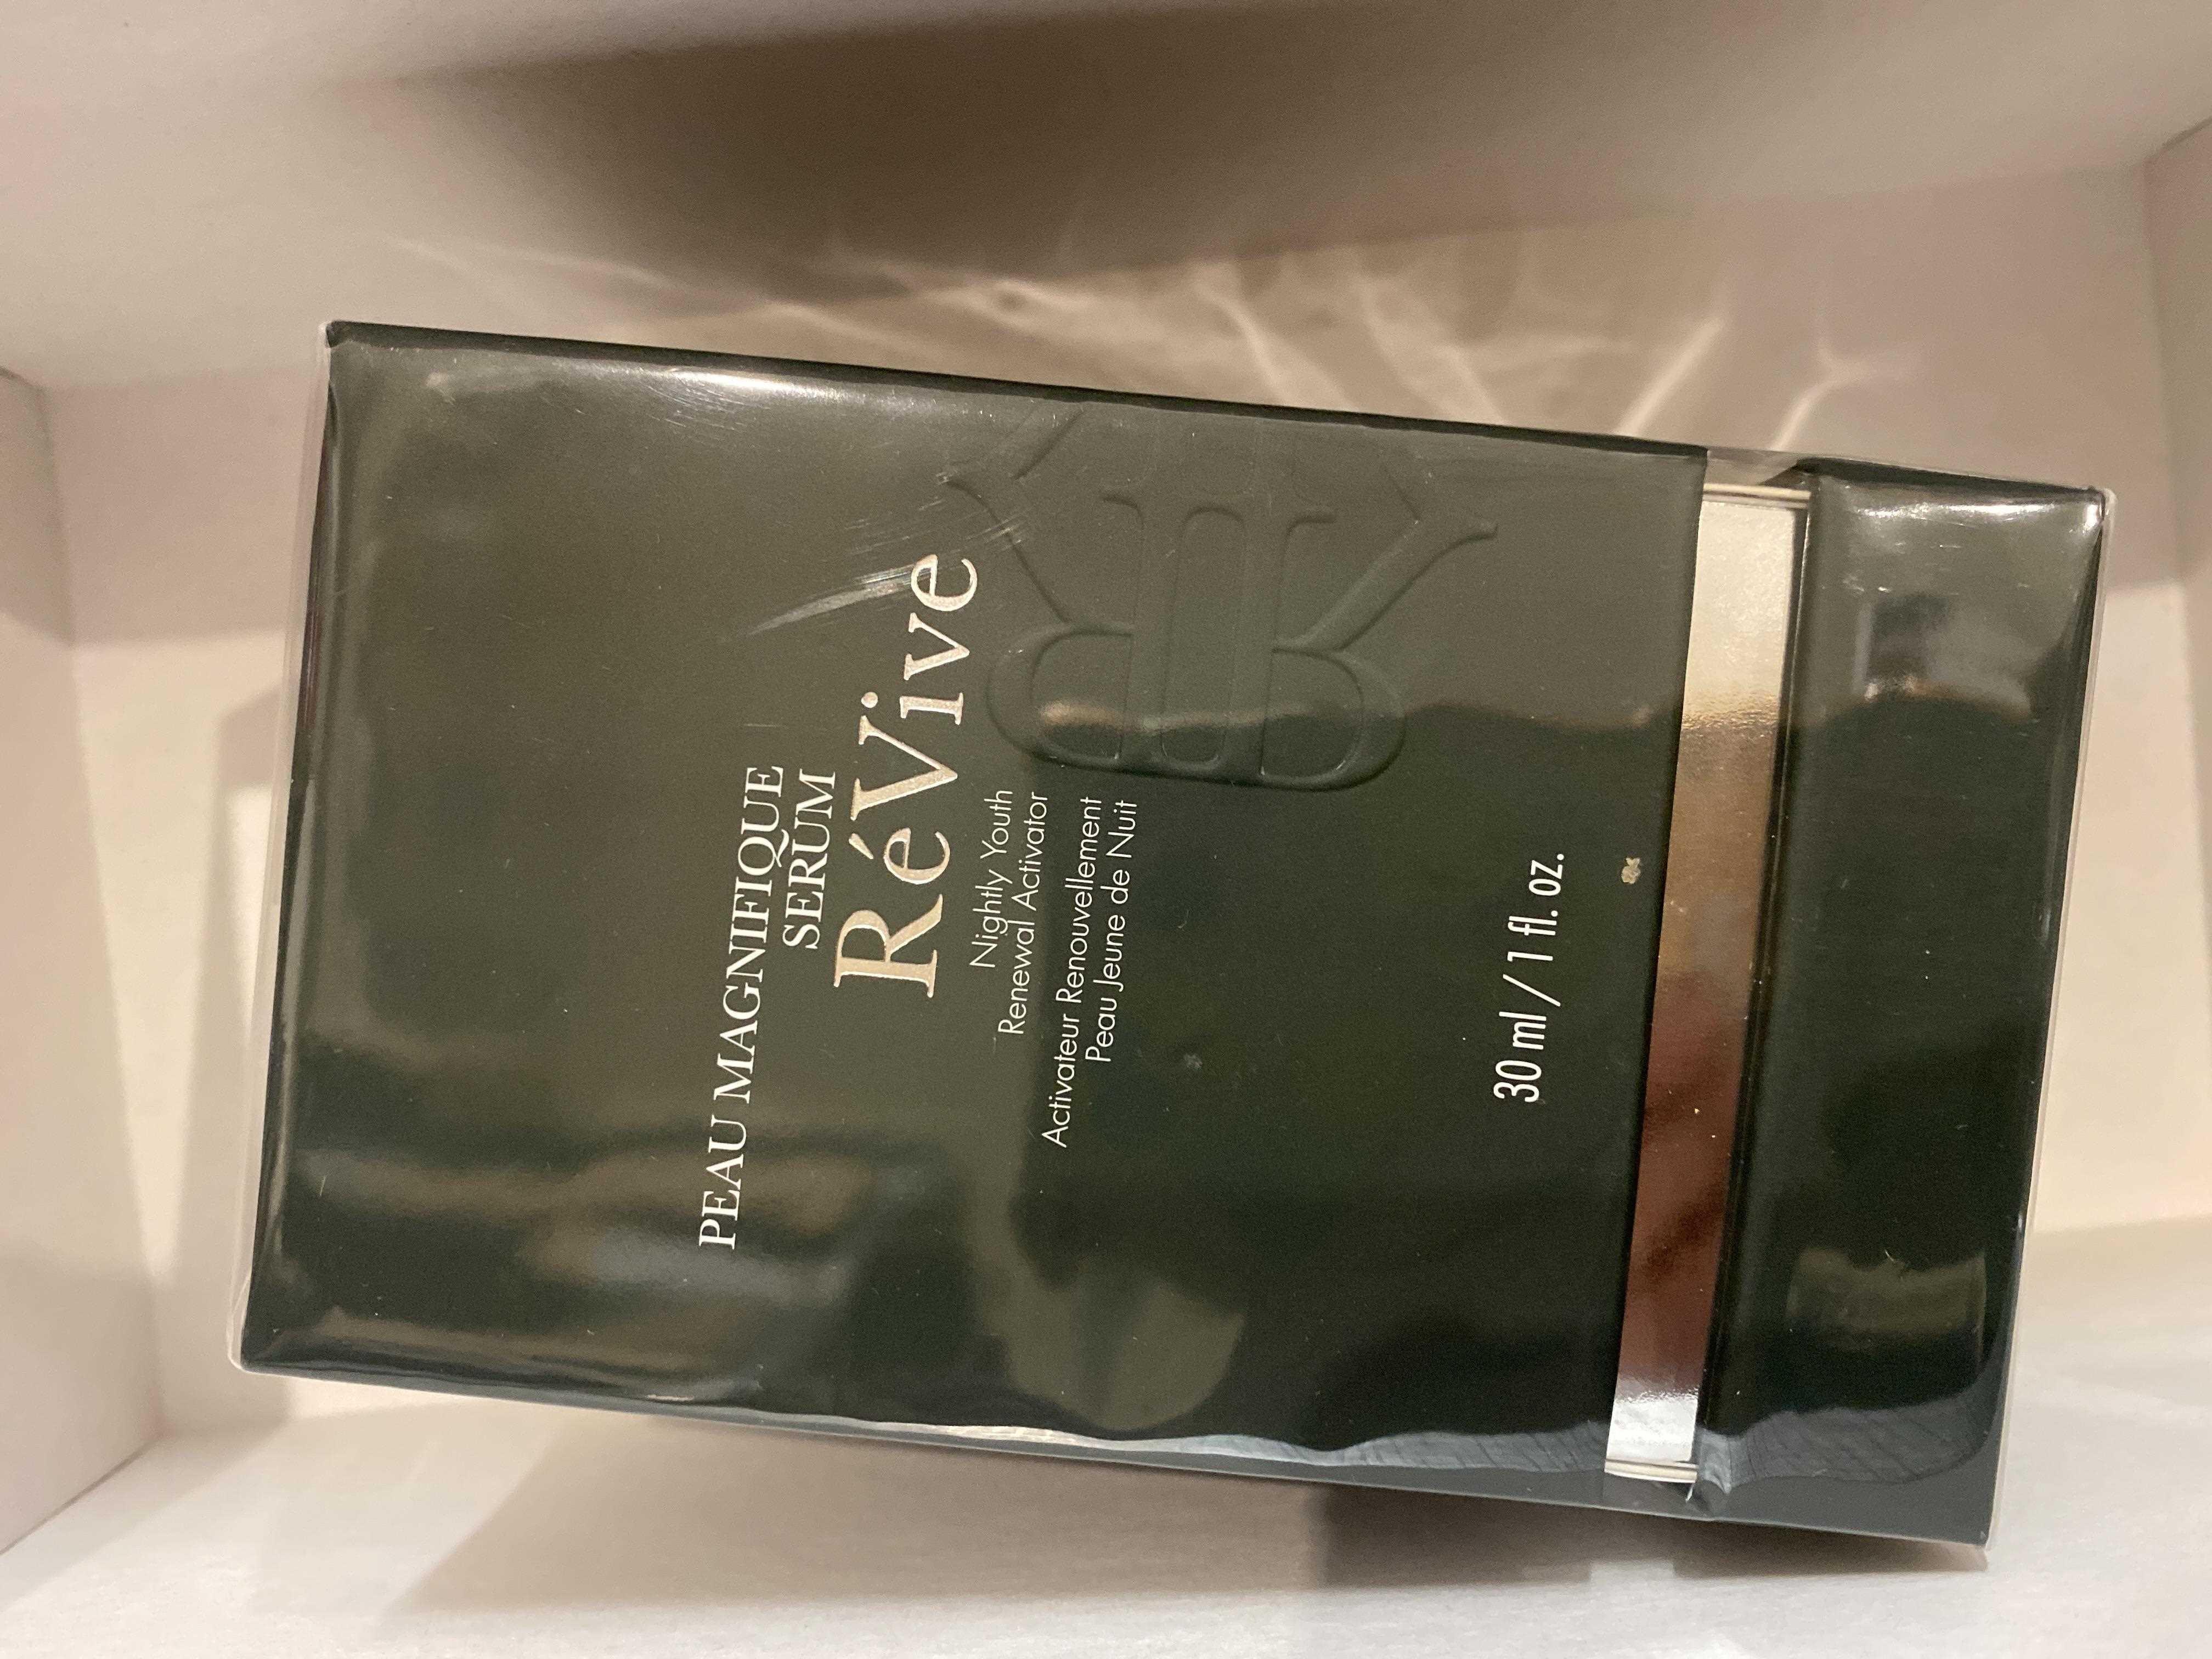 PEAU MAGNIFIQUE
SERUM
RéVive
Nightly Youth
Renewal Activator
Activateur Renouvellement
Peau Jeune de Nuit
30 ml / 1 fl. oz.